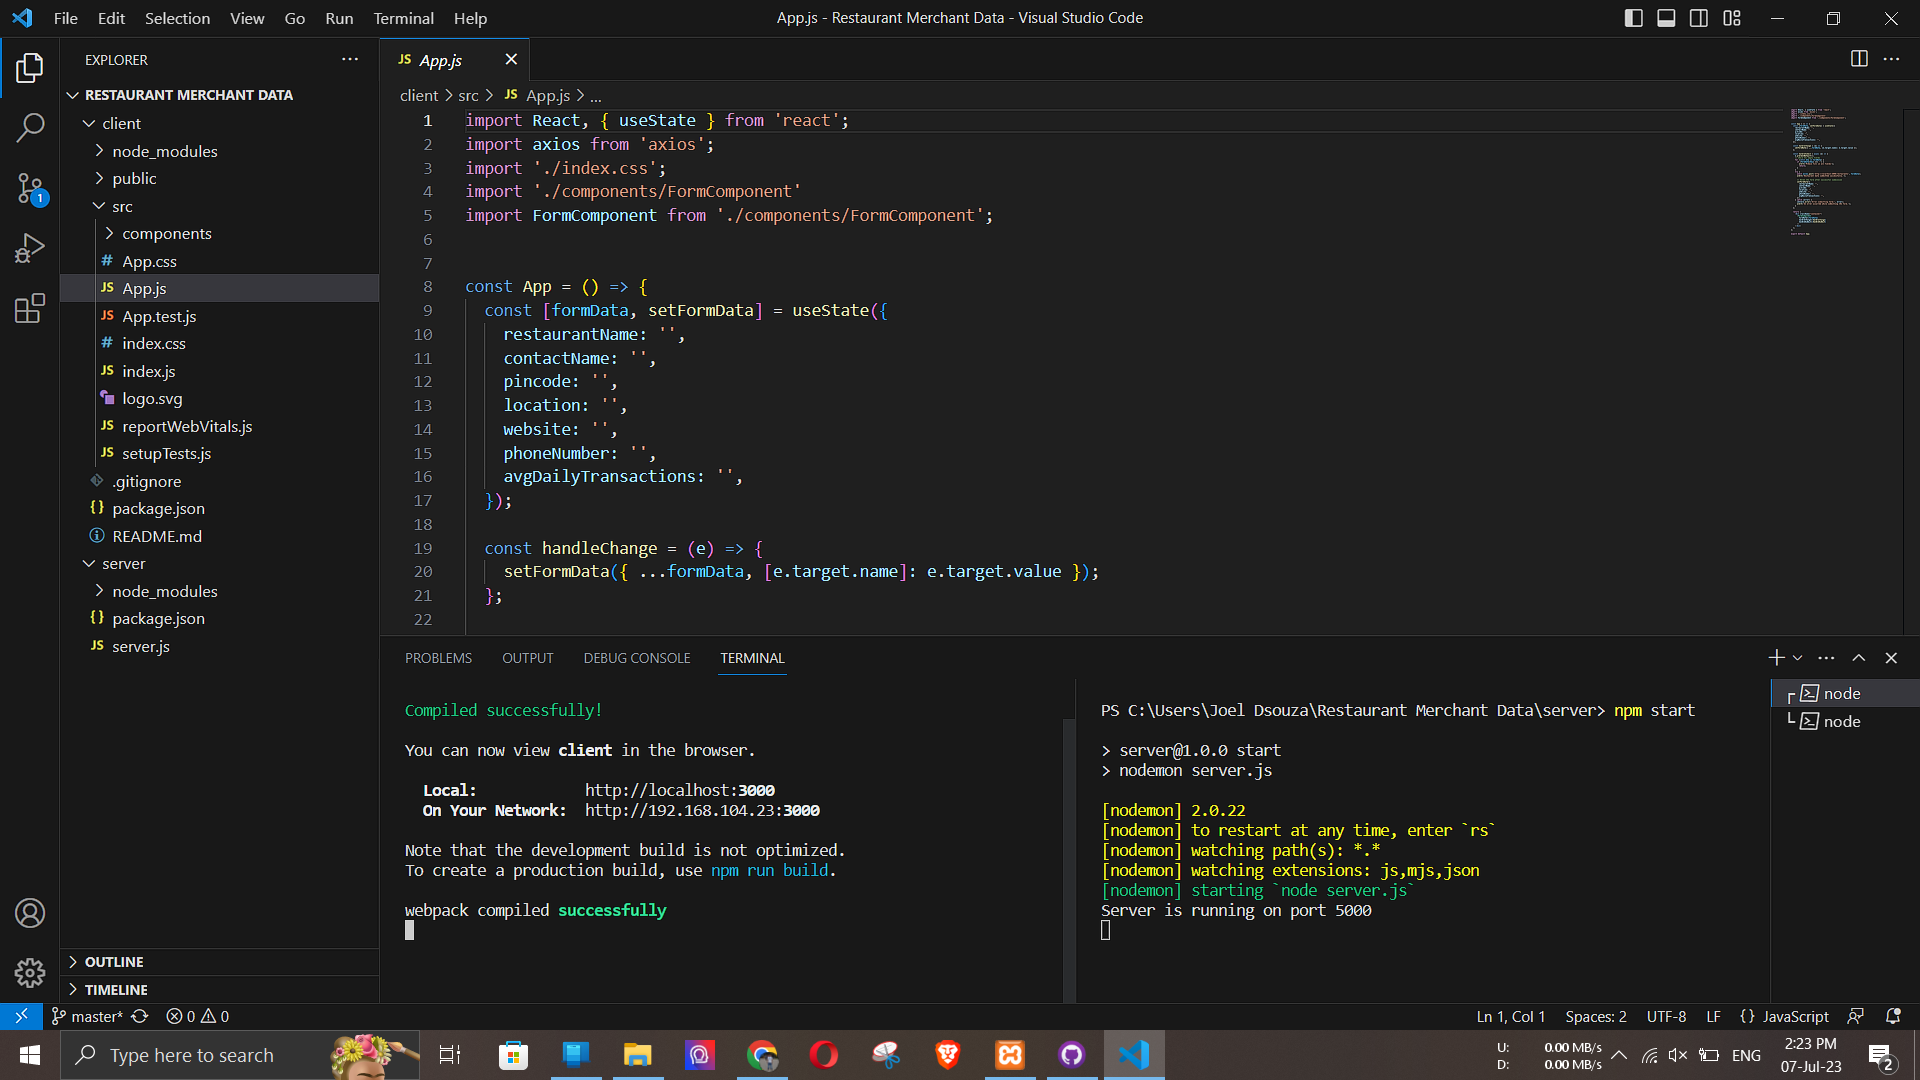 File Edit Selection View Go Run Terminal Help
App.js - Restaurant Merchant Data - Visual Studio Code
EXPLORER
RESTAURANT MERCHANT DATA
client
node_modules
public
src
components
# App.css
JS App.js
JS App.test.js
# index.css
JS index.js
logo.svg
JS reportWebVitals.js
JS setupTests.js
.gitignore
{} package.json
README.md
server
node_modules
{} package.json
JS server.js
OUTLINE
TIMELINE
1
JS App.js
client > src > JS App.js > ...
1 import React, { useState } from 'react';
2 import axios from 'axios';
3 import './index.css';
4 import './components/FormComponent'
5 import FormComponent from './components/FormComponent';
6
7
8 const App = () => {
9 const [formData, setFormData] = useState({
10 restaurantName: '',
11 contactName: '',
12 pincode: '',
13 location: '',
14 website: '',
15 phoneNumber: '',
16 avgDailyTransactions: '',
17 });
18
19 const handleChange = (e) => {
20 setFormData({ ...formData, [e.target.name]: e.target.value });
21 };
22
PROBLEMS OUTPUT DEBUG CONSOLE TERMINAL
Compiled successfully!
You can now view client in the browser.
Local: http://localhost:3000
On Your Network: http://192.168.104.23:3000
Note that the development build is not optimized.
To create a production build, use npm run build.
webpack compiled successfully
PS C:\Users\Joel Dsouza\Restaurant Merchant Data\server> npm start
> server@1.0.0 start
> nodemon server.js
[nodemon] 2.0.22
[nodemon] to restart at any time, enter `rs`
[nodemon] watching path(s): *.*
[nodemon] watching extensions: js,mjs,json
[nodemon] starting `node server.js`
Server is running on port 5000
node
node
master* 0 0
Ln 1, Col 1 Spaces: 2 UTF-8 LF {} JavaScript
Type here to search
U: 0.00 MB/s
D: 0.00 MB/s
ENG
2:23 PM
07-Jul-23
2